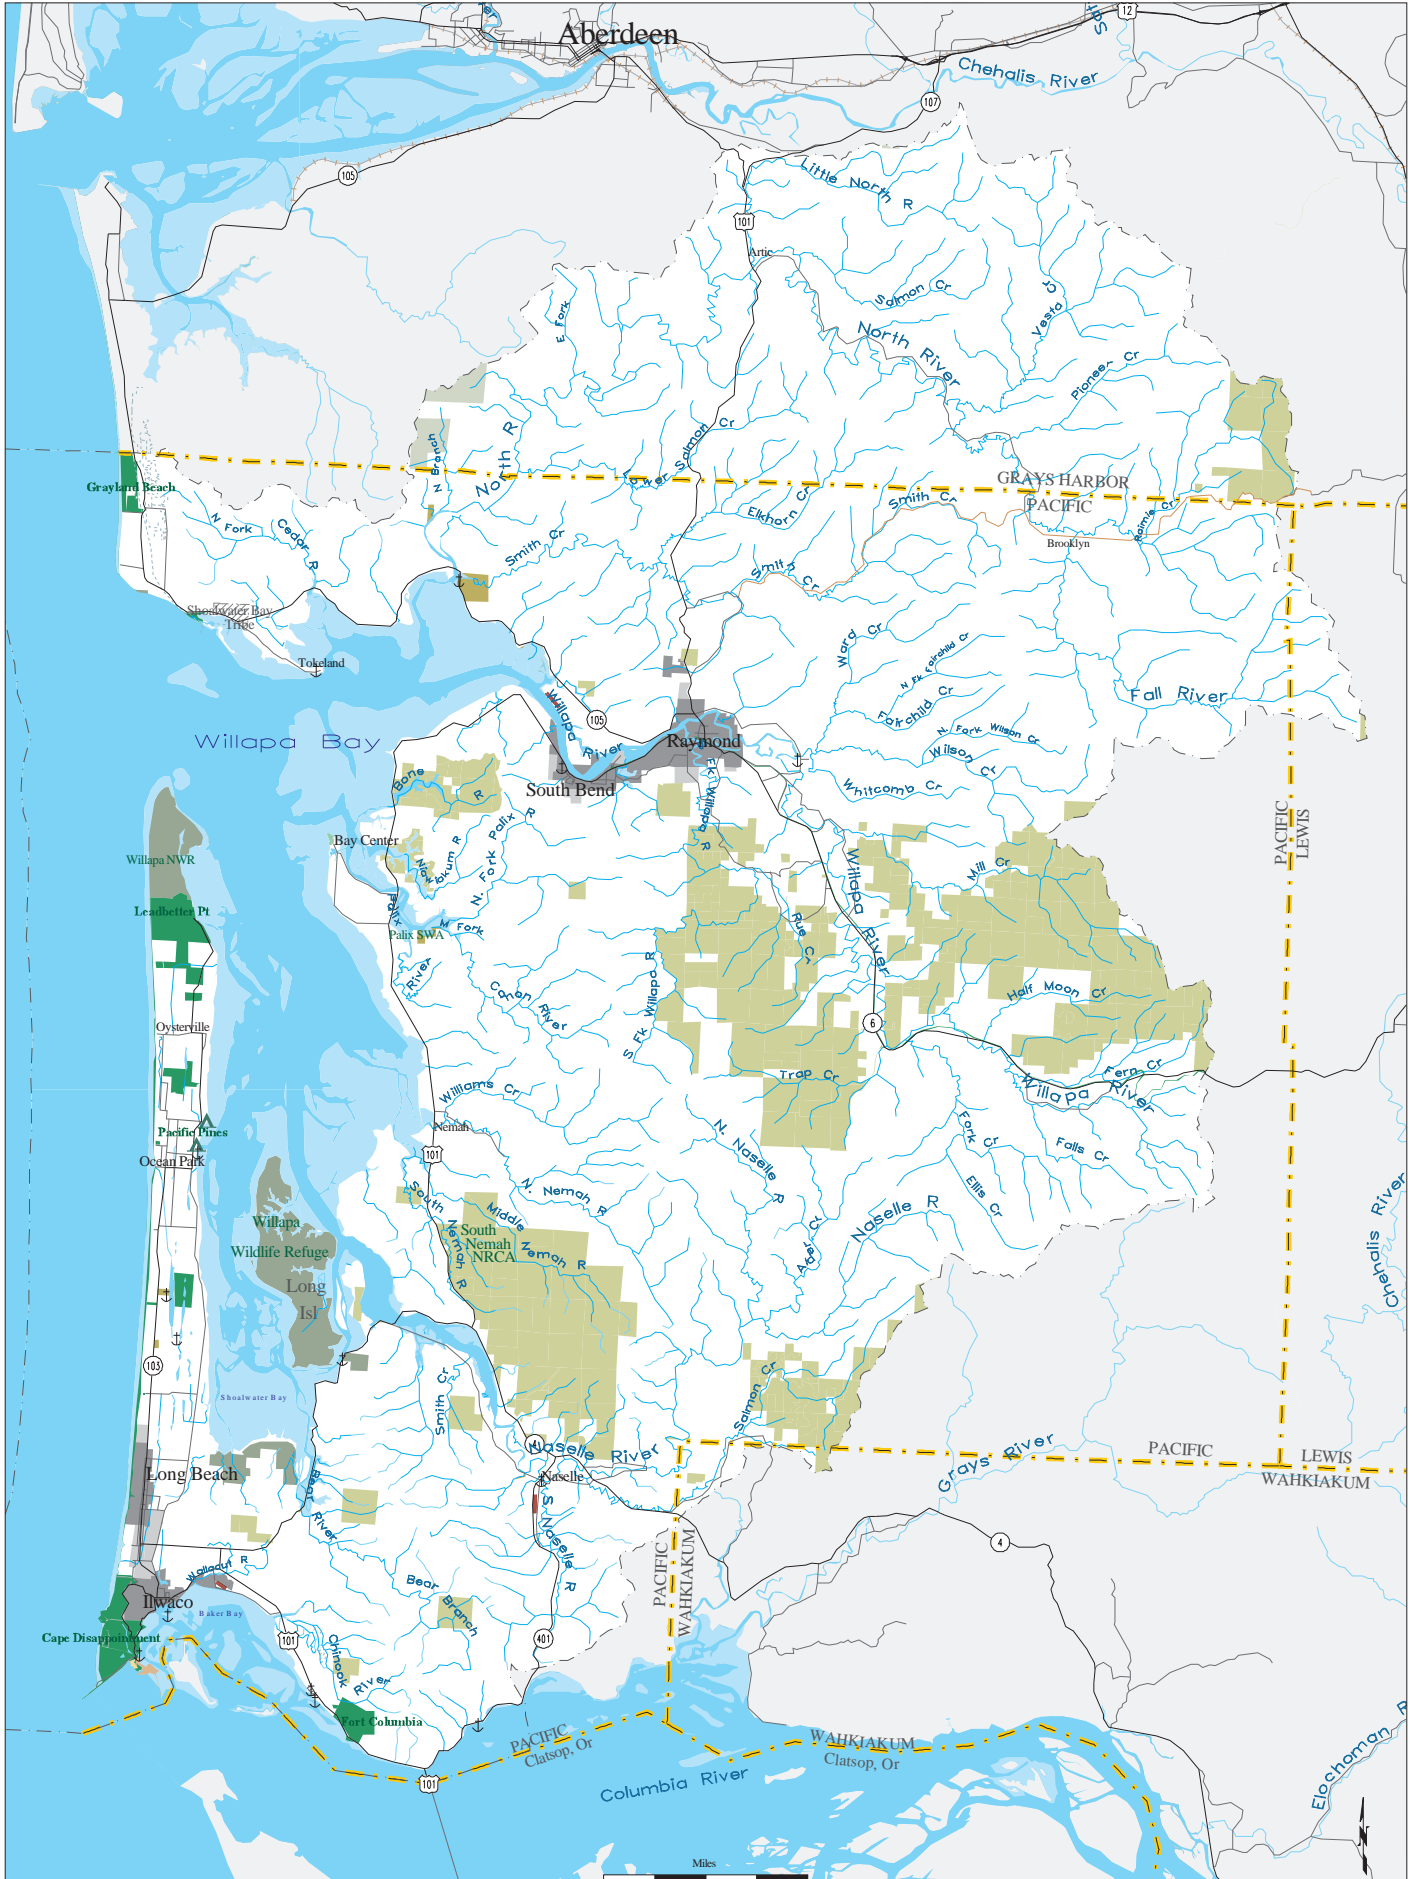 12
Aberdeen
Chehalis River
107
105
Little North R
101
Artic
Salmon Cr
Vesta Cr
E Fork
North River
Pioneer Cr
North R
N Branch
Lower Salmon Cr
GRAYS HARBOR
PACIFIC
Grayland Beach
Smith Cr
Elkhorn Cr
Raimie Cr
N Fork
Cedar R
Brooklyn
Smith Cr
Smith Cr
Shoalwater Bay
Tribe
Ward Cr
N Fk Fairchild Cr
Tokeland
Fall River
Fairchild Cr
Willapa River
105
N. Fork Wilson Cr
Willapa Bay
Raymond
Wilson Cr
Bone R
South Bend
Whitcomb Cr
Fk Willapa R
PACIFIC
LEWIS
Bay Center
N. Fork Palix R
Willapa NWR
Mill Cr
Willapa River
Leadbetter Pt
Palix River
M Fork
Palix SWA
Rue Cr
S Fk Willapa R
Canon River
Half Moon Cr
Oysterville
6
Trap Cr
Fern Cr
Williams Cr
Willapa River
Pacific Pines
Nemah
N. Naselle R
Fork Cr
Falls Cr
Ocean Park
101
N. Nemah R
Ellis Cr
South Nemah R
Middle Nemah R
Naselle R
Chehalis River
Willapa
Wildlife Refuge
South
Nemah
NRCA
Long
Isl
103
Smith Cr
Salmon Cr
Shoalwater Bay
4
Naselle River
Grays River
PACIFIC
LEWIS
WAHKIAKUM
Long Beach
Naselle
Bear River
S Naselle R
4
PACIFIC
WAHKIAKUM
Wallacut R
Bear Branch
Ilwaco
Baker Bay
Cape Disappointment
101
401
Chinook River
Fort Columbia
PACIFIC
Clatsop, Or
WAHKIAKUM
Clatsop, Or
101
Columbia River
Elochoman R
N
Miles